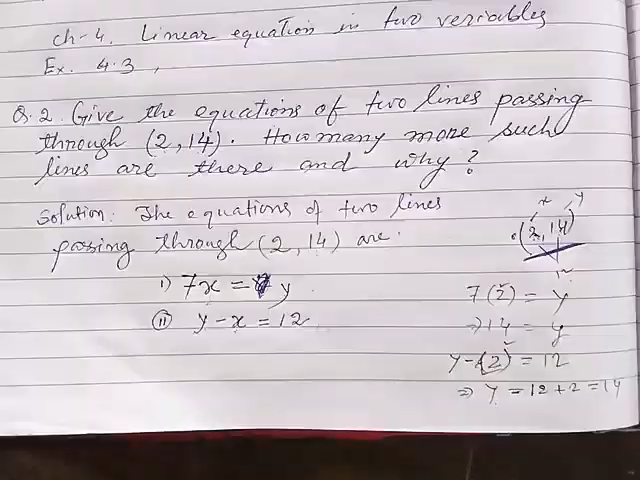 Ch-4. Linear equation in two veriables
Ex. 4.3,
Q.2. Give the equations of two lines passing
through (2,14). How many more such
lines are there and why?
Solution: The equations of two lines
passing through (2, 14) are.
i) 7x = y
ii) y - x = 12
x y
(2, 14)
12
7(2) = y
⇒ 14 = y
y-(2) = 12
⇒ y = 12 + 2 = 14